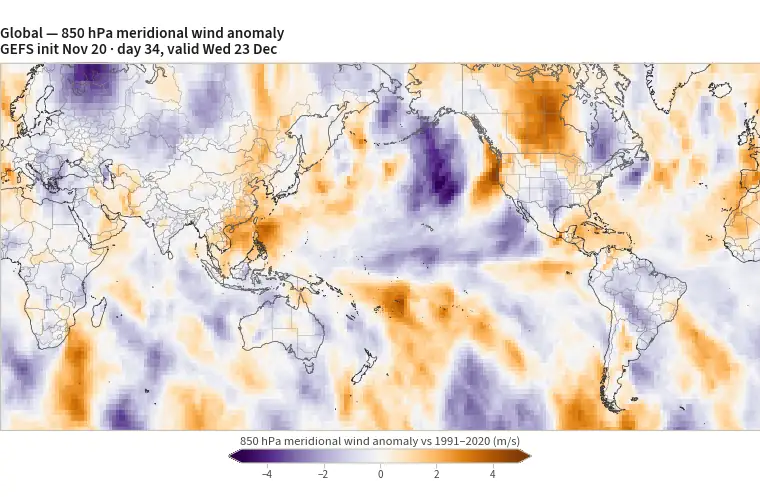 Global — 850 hPa meridional wind anomaly
GEFS init Nov 20 · day 34, valid Wed 23 Dec
850 hPa meridional wind anomaly vs 1991–2020 (m/s)
−4 −2 0 2 4